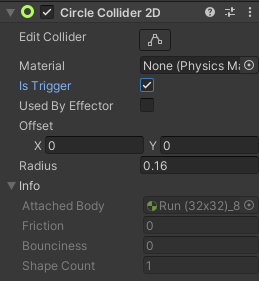 Circle Collider 2D
Edit Collider
Material None (Physics Ma
Is Trigger
Used By Effector
Offset
X 0 Y 0
Radius 0.16
Info
Attached Body Run (32x32)_8
Friction 0
Bounciness 0
Shape Count 1